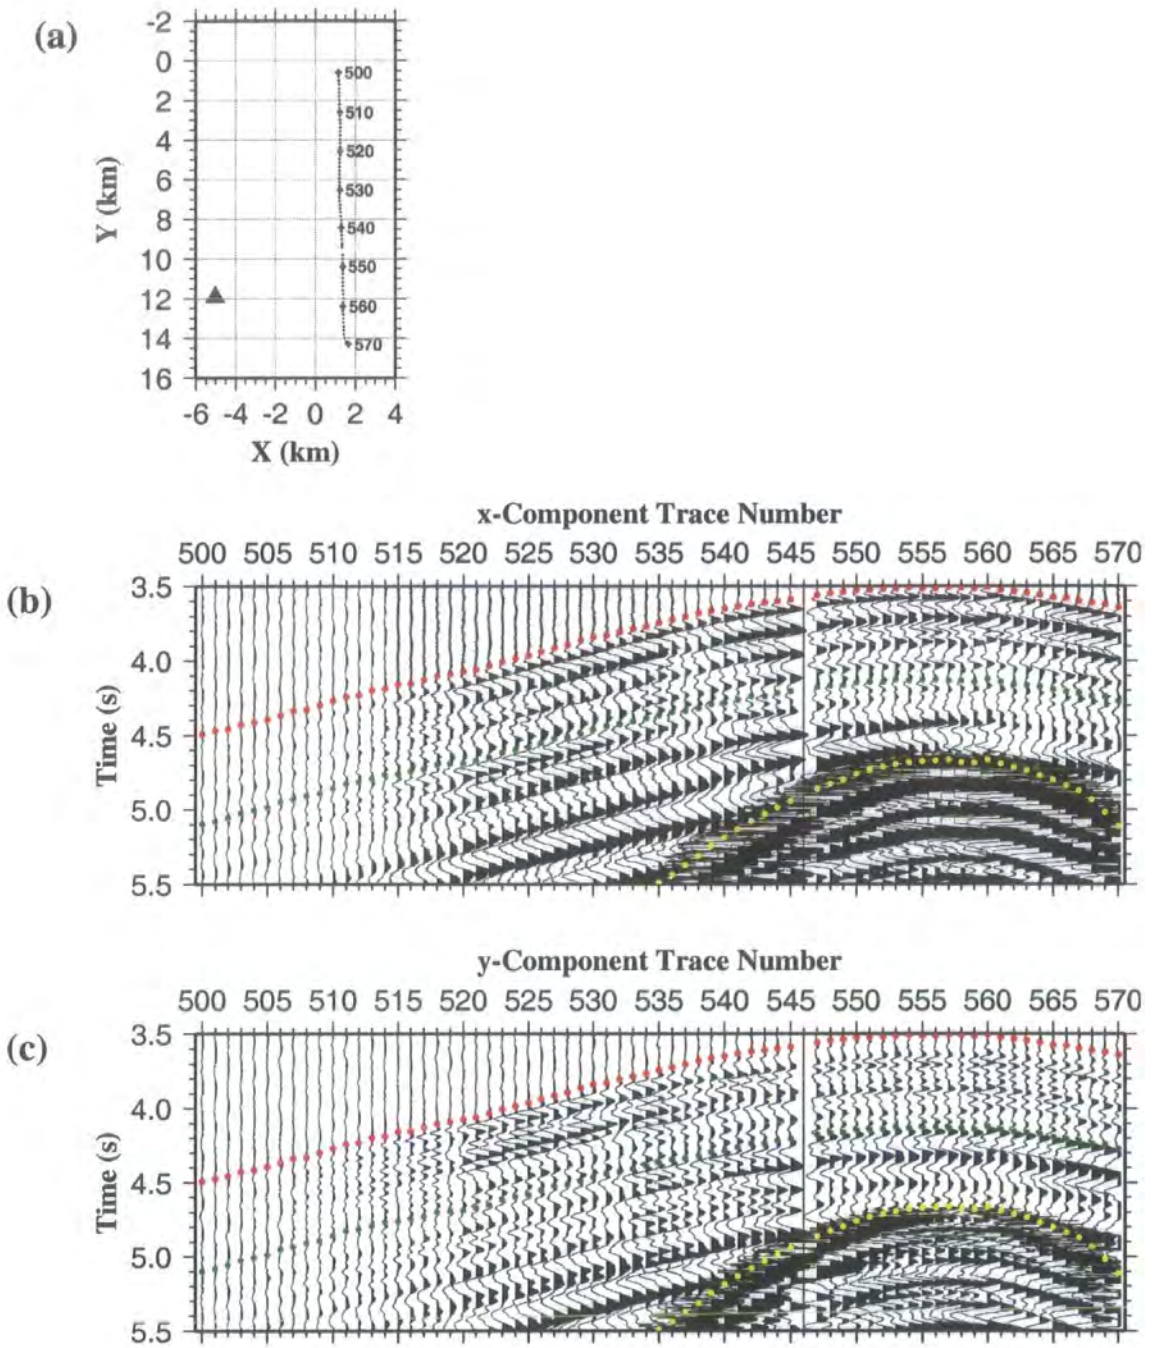 (a)
-2
0
2
4
6
8
10
12
14
16
Y (km)
500
510
520
530
540
550
560
570
-6 -4 -2 0 2 4
X (km)
x-Component Trace Number
500 505 510 515 520 525 530 535 540 545 550 555 560 565 570
(b)
3.5
4.0
4.5
5.0
5.5
Time (s)
y-Component Trace Number
500 505 510 515 520 525 530 535 540 545 550 555 560 565 570
(c)
3.5
4.0
4.5
5.0
5.5
Time (s)